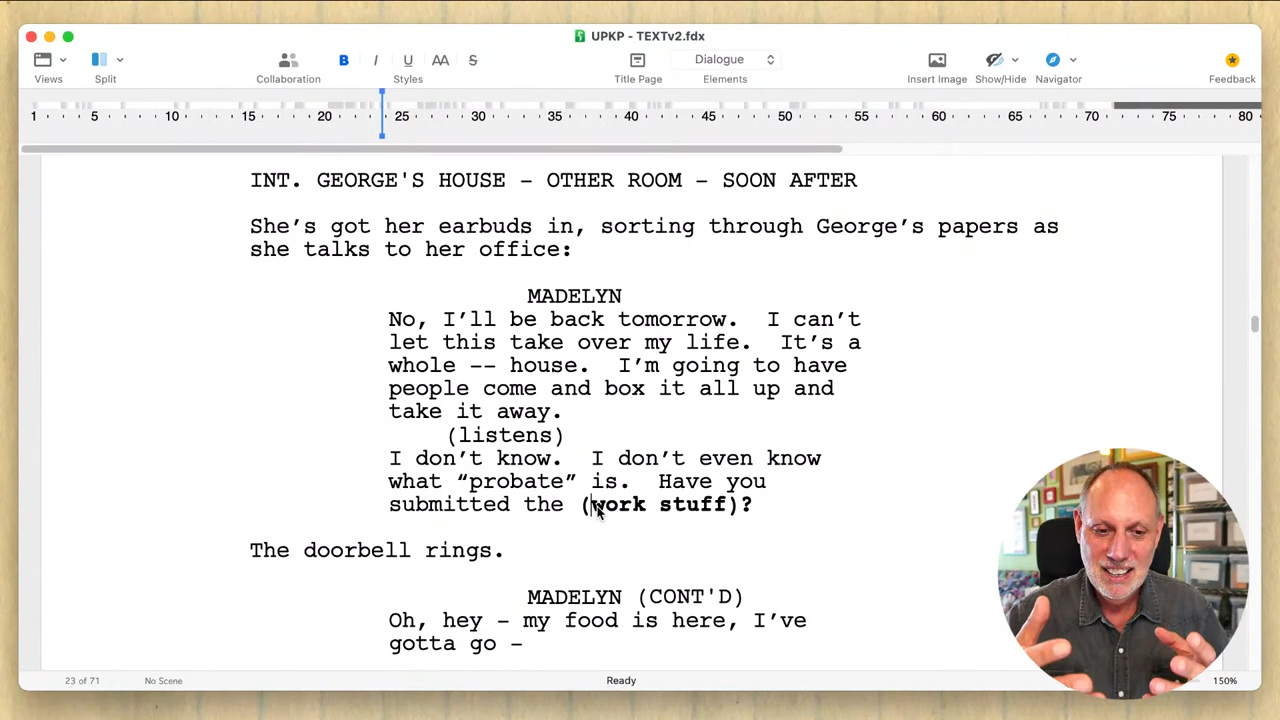 UPKP - TEXTv2.fdx
Views
Split
Collaboration
B I U AA S
Styles
Title Page
Dialogue
Elements
Insert Image
Show/Hide
Navigator
Feedback
1 5 10 15 20 25 30 35 40 45 50 55 60 65 70 75 80
INT. GEORGE'S HOUSE - OTHER ROOM - SOON AFTER
She’s got her earbuds in, sorting through George’s papers as
she talks to her office:
MADELYN
No, I’ll be back tomorrow. I can’t
let this take over my life. It’s a
whole -- house. I’m going to have
people come and box it all up and
take it away.
(listens)
I don’t know. I don’t even know
what “probate” is. Have you
submitted the (work stuff)?
The doorbell rings.
MADELYN (CONT'D)
Oh, hey - my food is here, I’ve
gotta go -
23 of 71
No Scene
Ready
150%